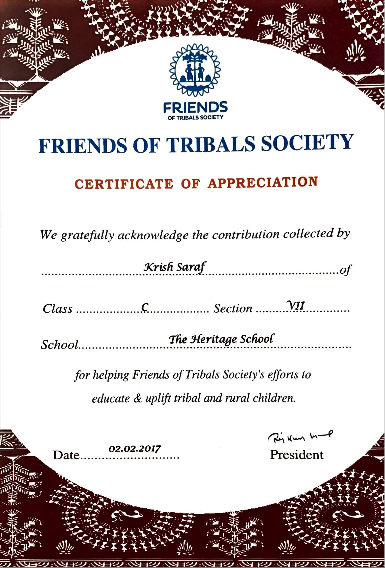 FRIENDS
OF TRIBALS SOCIETY
FRIENDS OF TRIBALS SOCIETY
CERTIFICATE OF APPRECIATION
We gratefully acknowledge the contribution collected by
Krish Saraf of
Class C Section VII
School The Heritage School
for helping Friends of Tribals Society's efforts to
educate & uplift tribal and rural children.
Date 02.02.2017
President